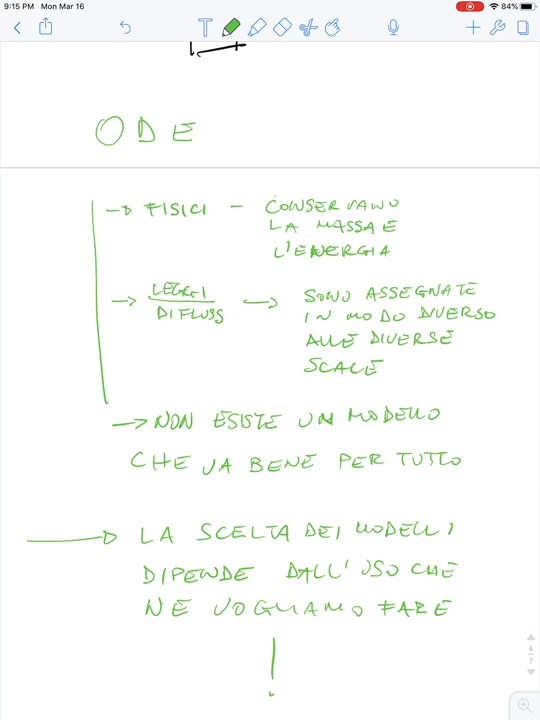 9:15 PM Mon Mar 16
84%
T
O D E
→ FISICI — CONSERVANO
LA MASSA E
L'ENERGIA
→ LEGGI
DI FLUSSO → SONO ASSEGNATE
IN MODO DIVERSO
ALLE DIVERSE
SCALE
→ NON ESISTE UN MODELLO
CHE VA BENE PER TUTTO
→ LA SCELTA DEI MODELLI
DIPENDE DALL'USO CHE
NE VOGLIAMO FARE
!
6
7